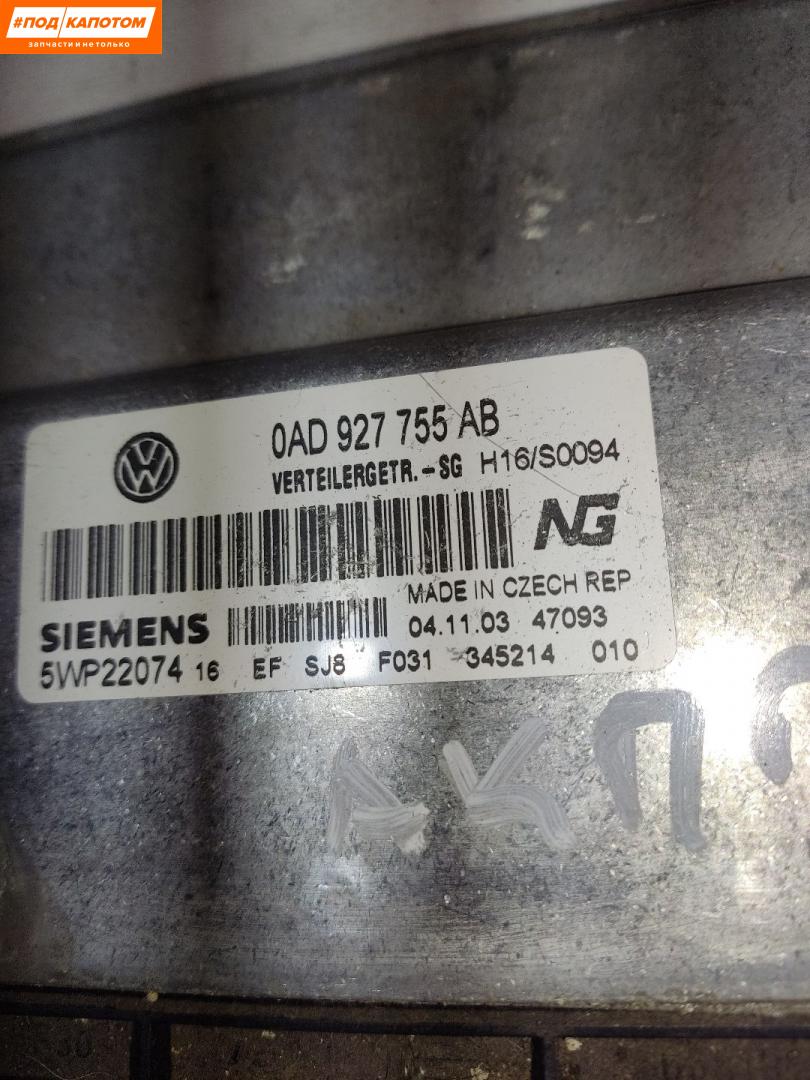 #ПОД КАПОТОМ
запчасти и не только
0AD 927 755 AB
VERTEILERGETR.-SG H16/S0094
NG
MADE IN CZECH REP
SIEMENS 04.11.03 47093
5WP22074 16 EF SJ8 F031 345214 010
АКПП